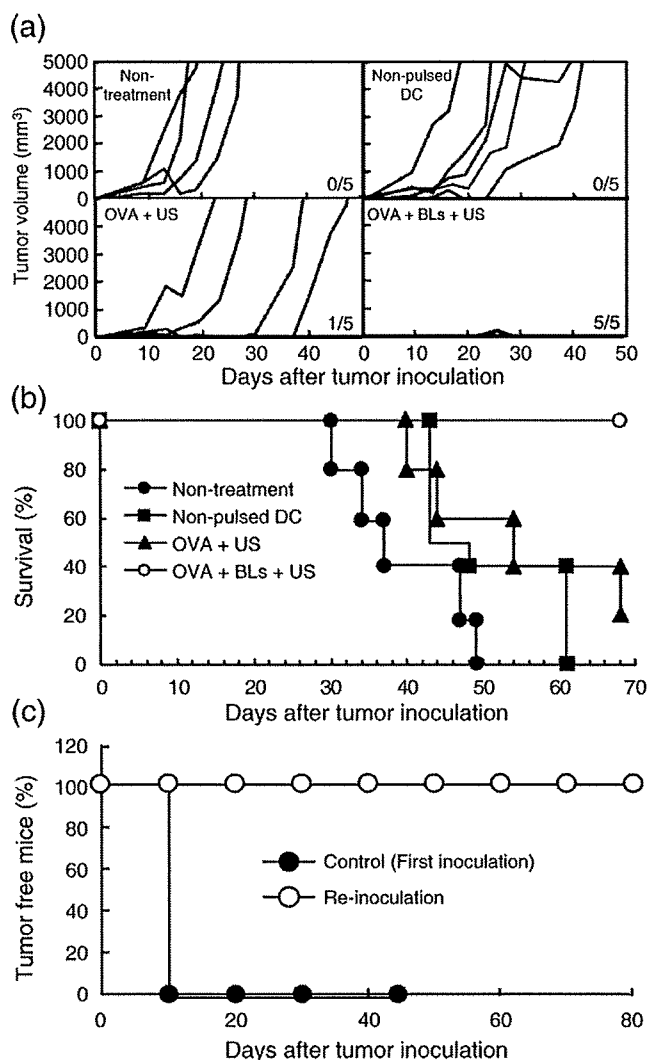 (a)
5000
4000
3000
2000
1000
0
Non-
treatment
0/5
Non-pulsed
DC
0/5
Tumor volume (mm³)
5000
4000
3000
2000
1000
0
OVA + US
1/5
OVA + BLs + US
5/5
0 10 20 30 40 0 10 20 30 40 50
Days after tumor inoculation
(b)
Survival (%)
100
80
60
40
20
0
Non-treatment
Non-pulsed DC
OVA + US
OVA + BLs + US
0 10 20 30 40 50 60 70
Days after tumor inoculation
(c)
Tumor free mice (%)
120
100
80
60
40
20
0
Control (First inoculation)
Re-inoculation
0 20 40 60 80
Days after tumor inoculation